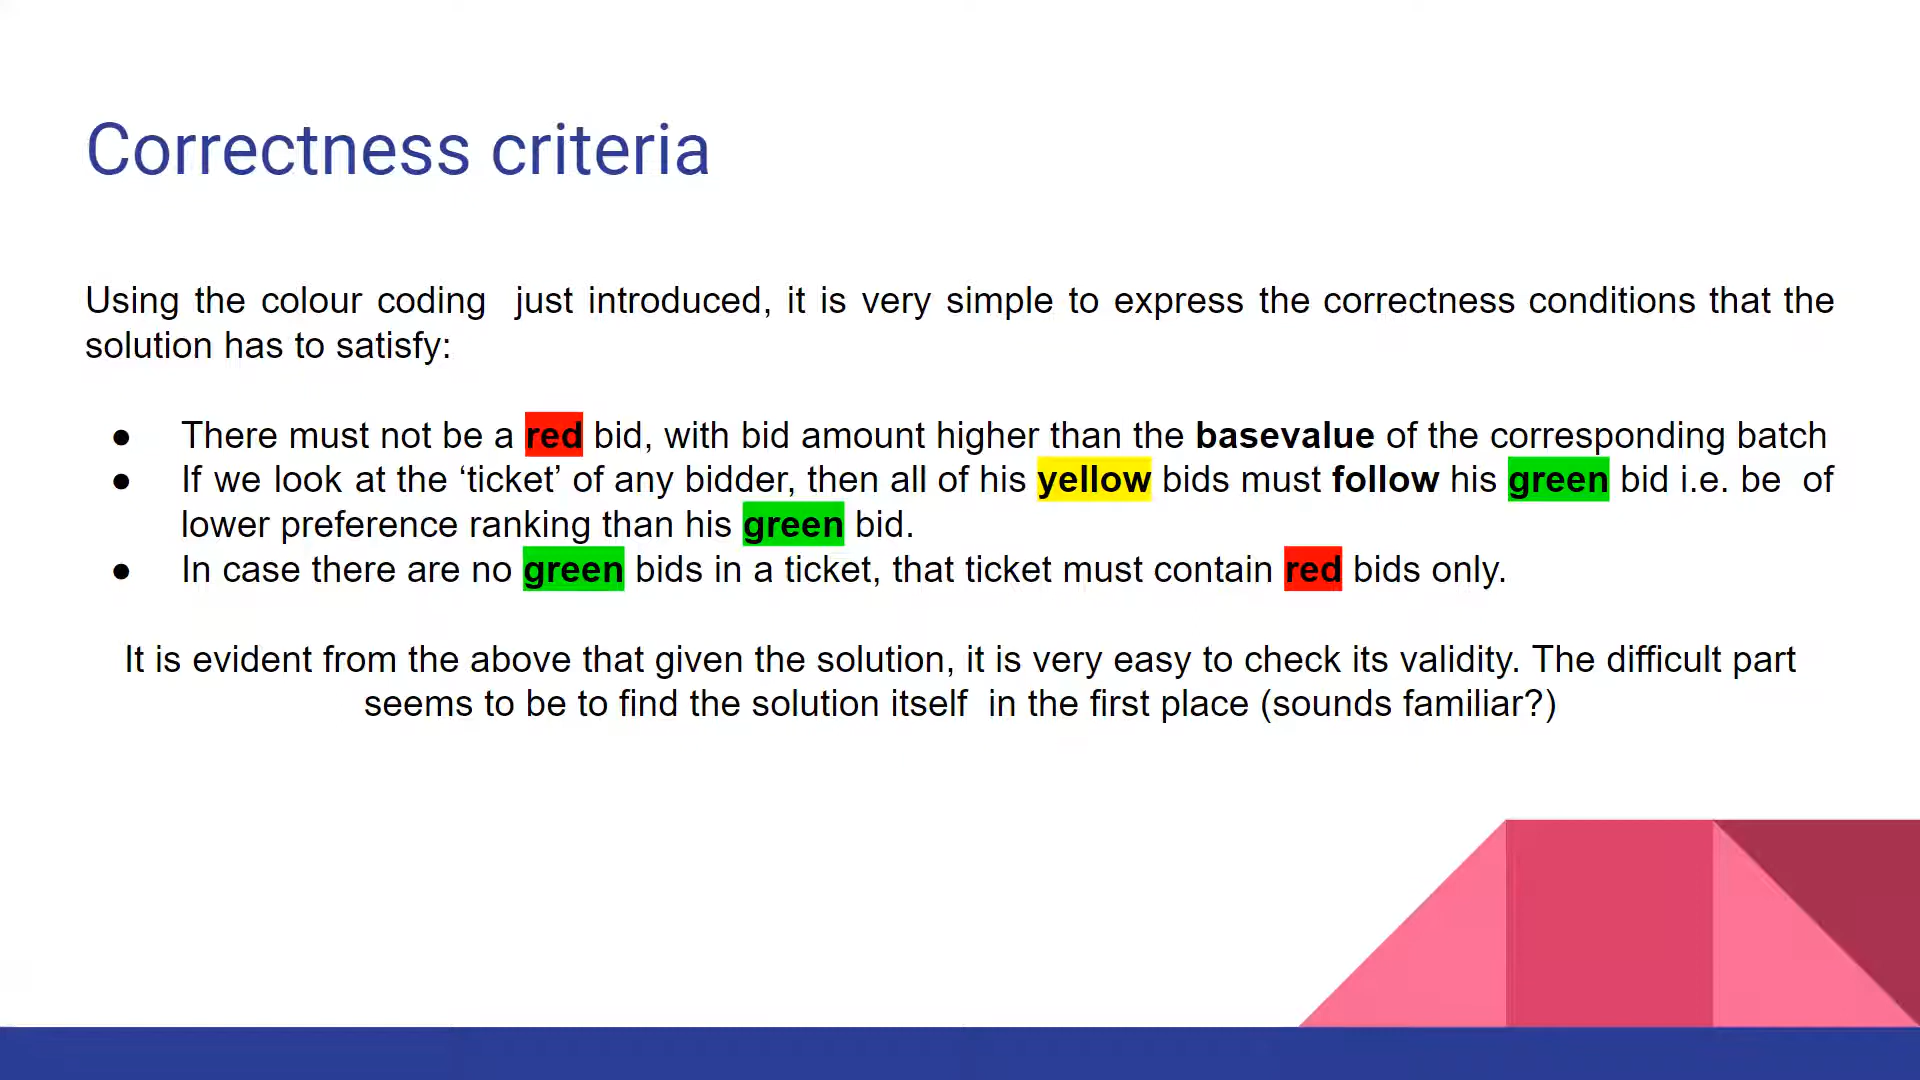 Correctness criteria
Using the colour coding  just introduced, it is very simple to express the correctness conditions that the
solution has to satisfy:
● There must not be a red bid, with bid amount higher than the basevalue of the corresponding batch
● If we look at the ‘ticket’ of any bidder, then all of his yellow bids must follow his green bid i.e. be  of
lower preference ranking than his green bid.
● In case there are no green bids in a ticket, that ticket must contain red bids only.
It is evident from the above that given the solution, it is very easy to check its validity. The difficult part
seems to be to find the solution itself  in the first place (sounds familiar?)